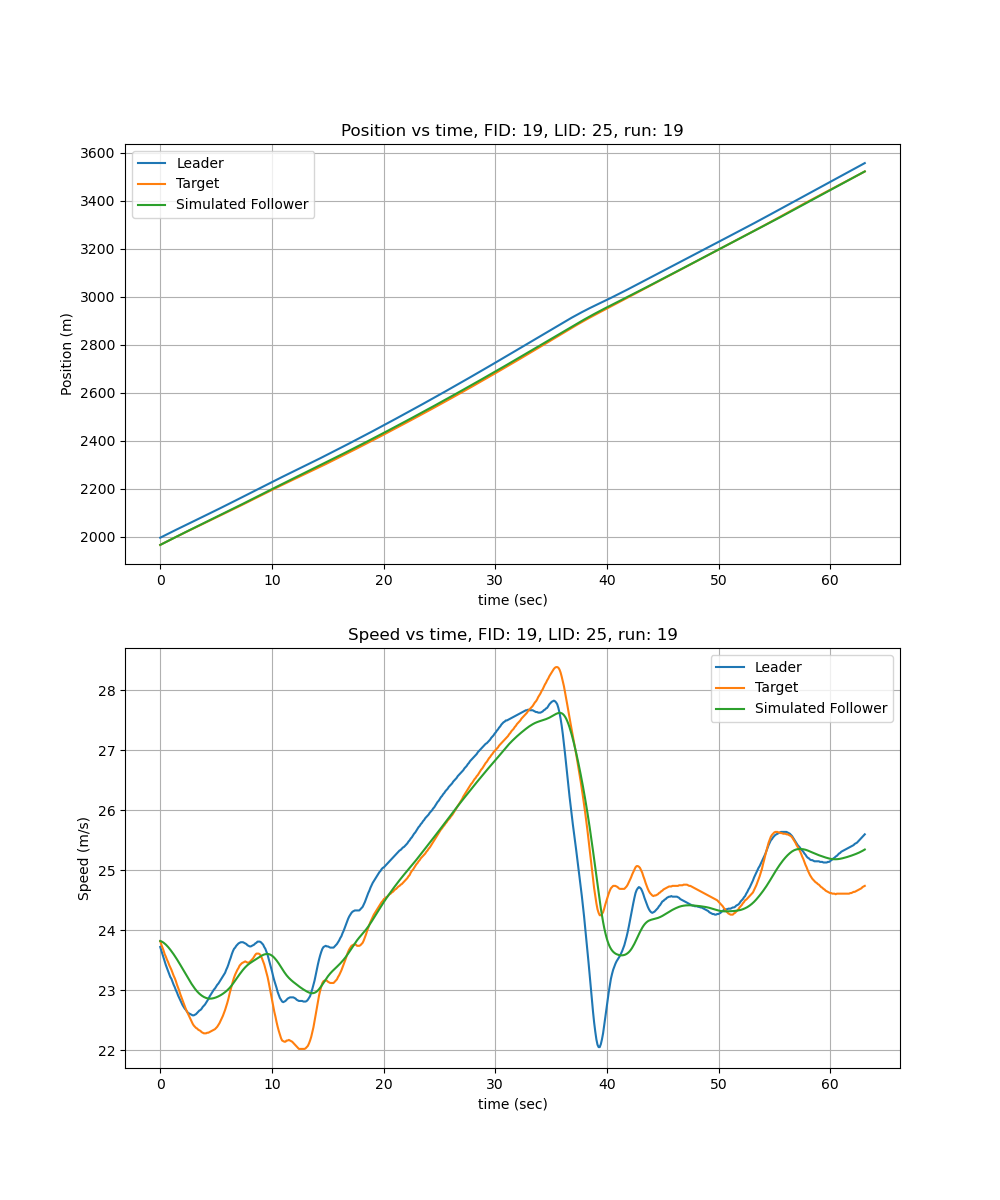 Position vs time, FID: 19, LID: 25, run: 19
Leader
Target
Simulated Follower
Position (m)
3600
3400
3200
3000
2800
2600
2400
2200
2000
0 10 20 30 40 50 60
time (sec)
Speed vs time, FID: 19, LID: 25, run: 19
Leader
Target
Simulated Follower
Speed (m/s)
28
27
26
25
24
23
22
0 10 20 30 40 50 60
time (sec)